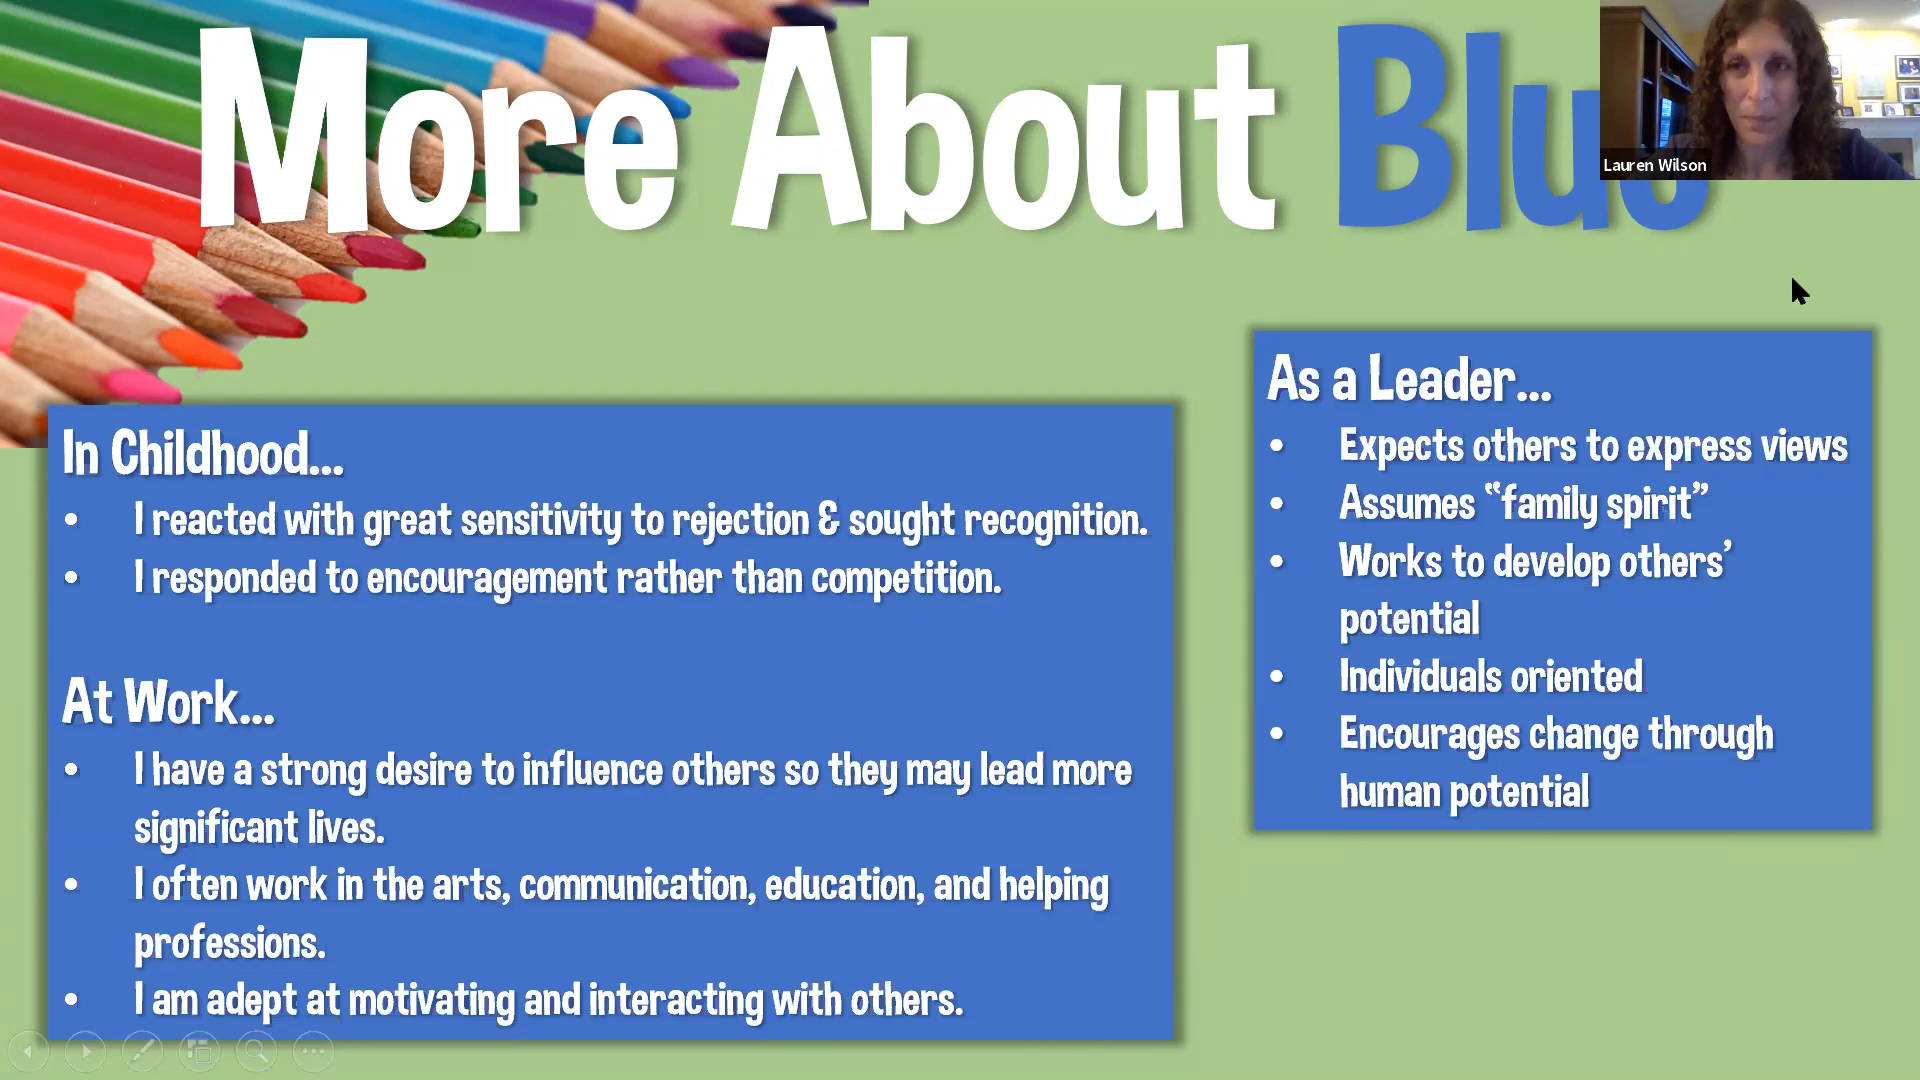 More About Blue
Lauren Wilson
In Childhood...
• I reacted with great sensitivity to rejection & sought recognition.
• I responded to encouragement rather than competition.
At Work...
• I have a strong desire to influence others so they may lead more
significant lives.
• I often work in the arts, communication, education, and helping
professions.
• I am adept at motivating and interacting with others.
As a Leader...
• Expects others to express views
• Assumes “family spirit”
• Works to develop others’
potential
• Individuals oriented
• Encourages change through
human potential